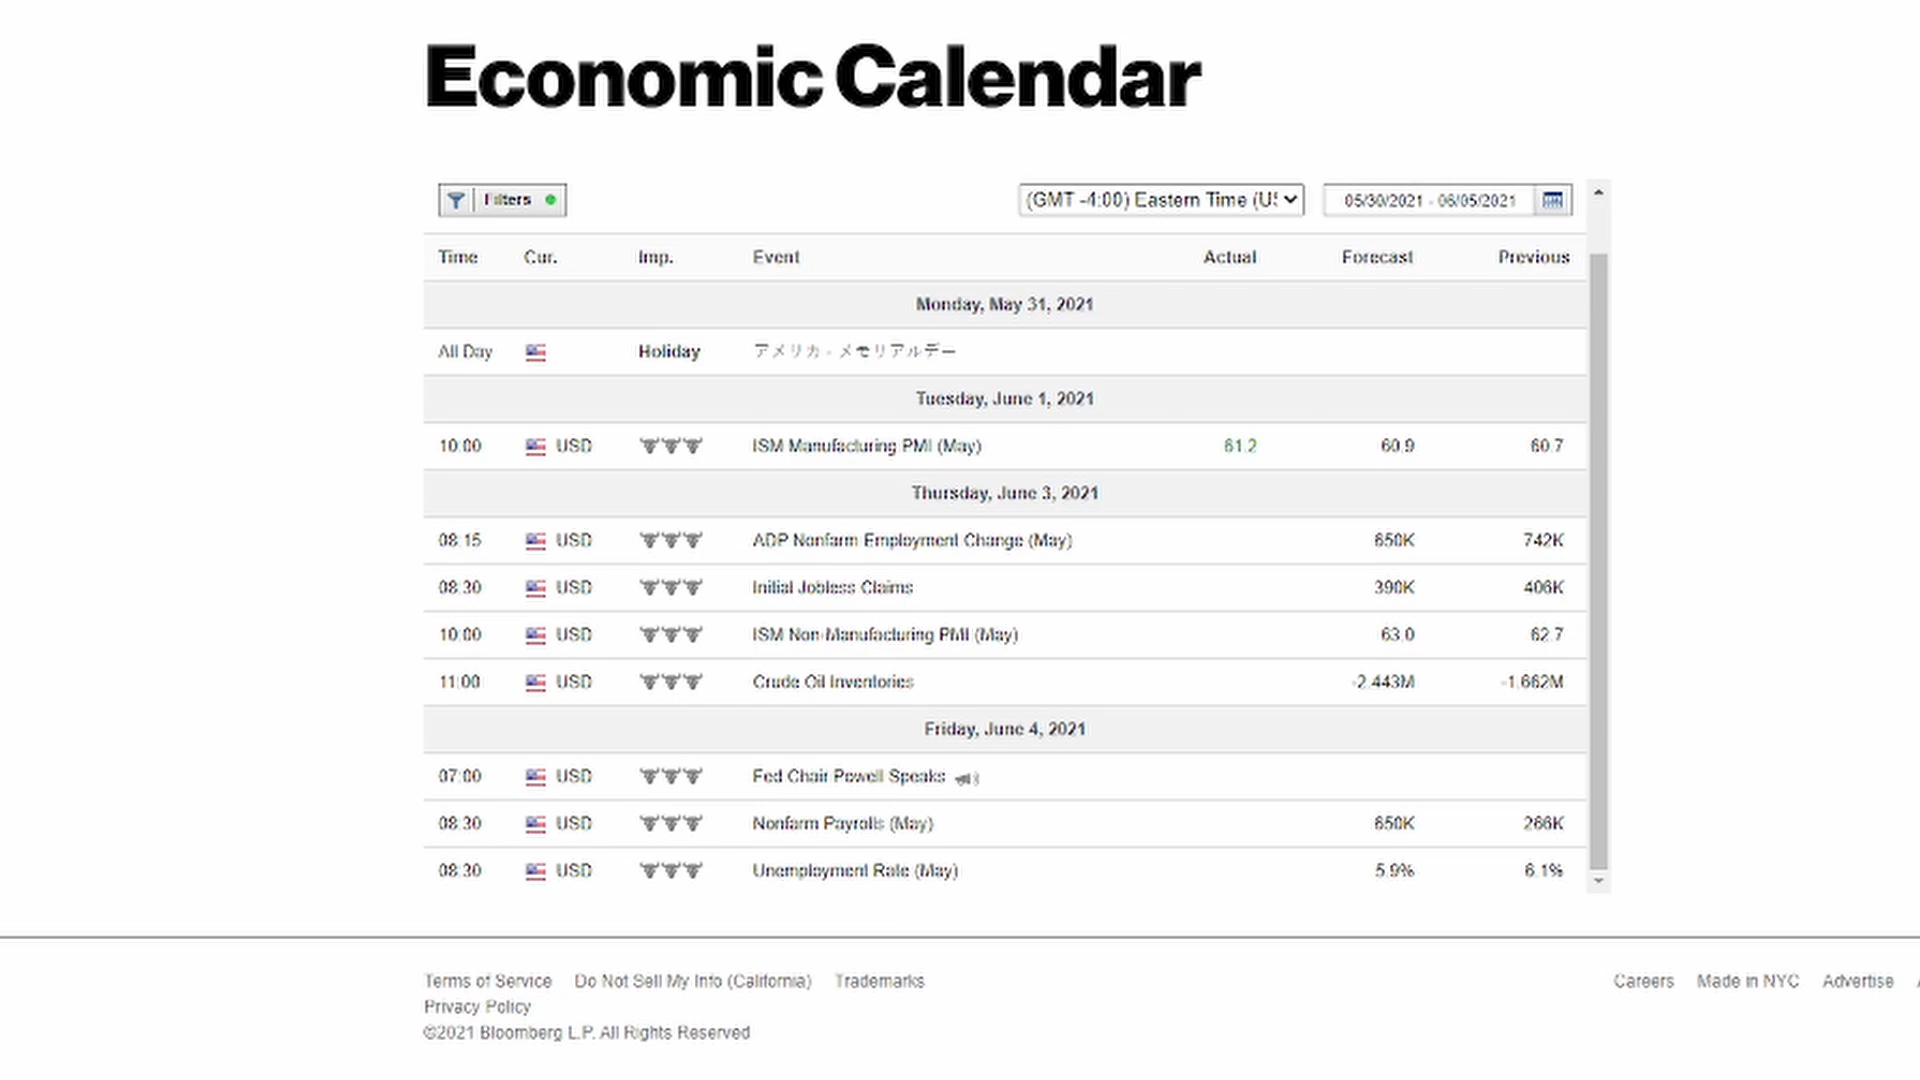 Economic Calendar
Filters (GMT -4:00) Eastern Time (US 05/30/2021 - 06/05/2021
Time Cur. Imp. Event Actual Forecast Previous
Monday, May 31, 2021
All Day Holiday アメリカ - メモリアルデー
Tuesday, June 1, 2021
10:00 USD ISM Manufacturing PMI (May) 61.2 60.9 60.7
Thursday, June 3, 2021
08:15 USD ADP Nonfarm Employment Change (May) 650K 742K
08:30 USD Initial Jobless Claims 390K 406K
10:00 USD ISM Non-Manufacturing PMI (May) 63.0 62.7
11:00 USD Crude Oil Inventories -2.443M -1.662M
Friday, June 4, 2021
07:00 USD Fed Chair Powell Speaks
08:30 USD Nonfarm Payrolls (May) 650K 266K
08:30 USD Unemployment Rate (May) 5.9% 6.1%
Terms of Service Do Not Sell My Info (California) Trademarks Careers Made in NYC Advertise
Privacy Policy
©2021 Bloomberg L.P. All Rights Reserved